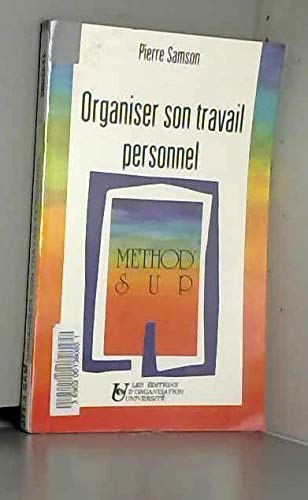 Pierre Samson
Organiser son travail
personnel
METHOD'
SUP
LES ÉDITIONS
D'ORGANISATION
UNIVERSITÉ